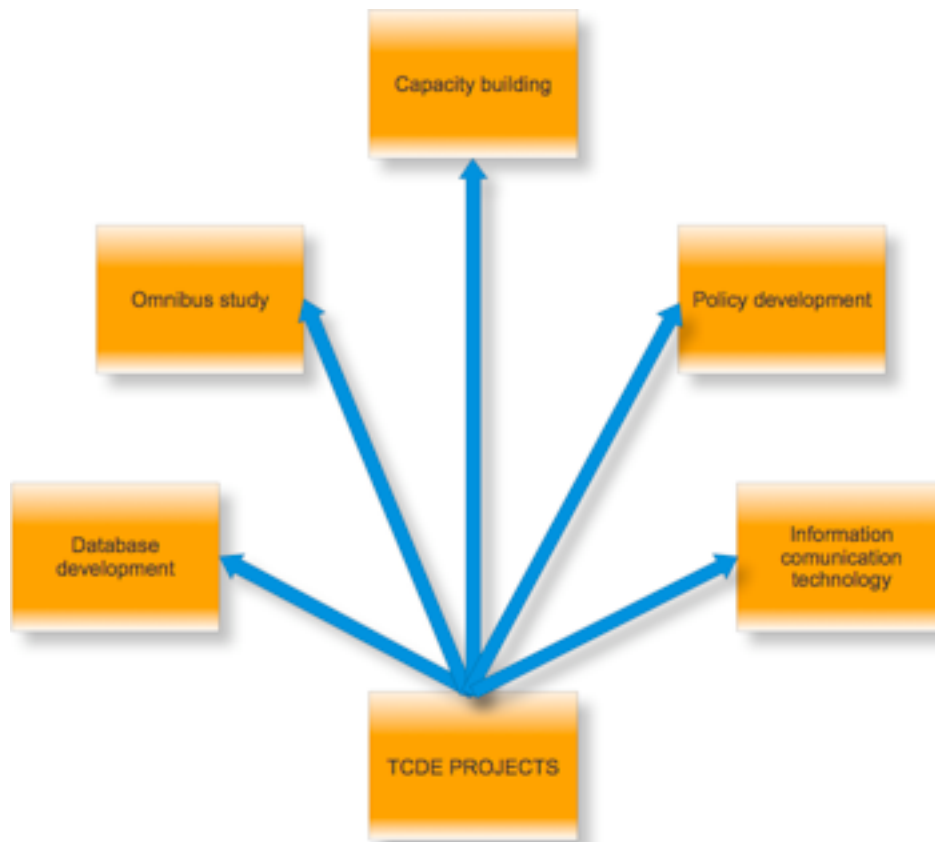 Capacity building
Omnibus study
Policy development
Database
development
Information
comunication
technology
TCDE PROJECTS